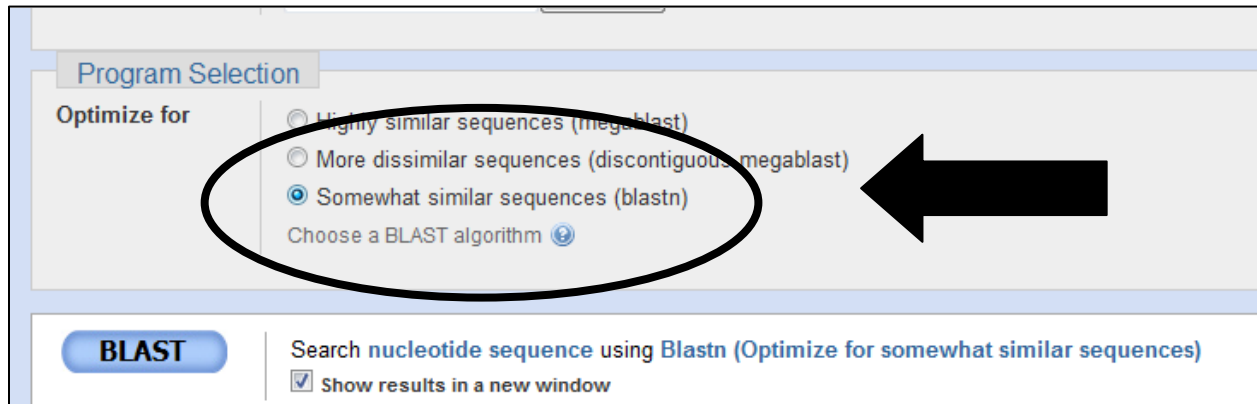 Program Selection
Optimize for
Highly similar sequences (megablast)
More dissimilar sequences (discontiguous megablast)
Somewhat similar sequences (blastn)
Choose a BLAST algorithm
BLAST
Search nucleotide sequence using Blastn (Optimize for somewhat similar sequences)
Show results in a new window